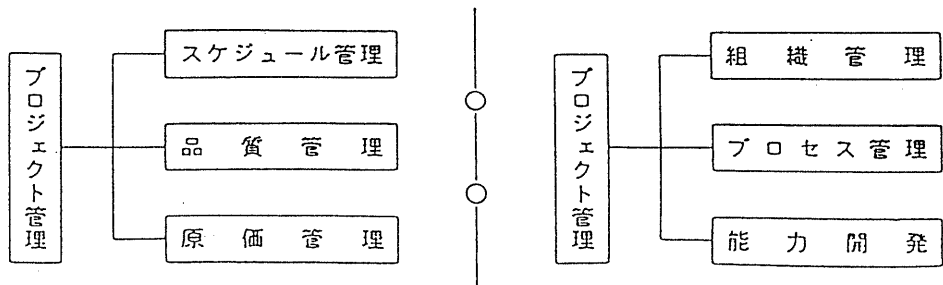 プロジェクト管理
スケジュール管理
品質管理
原価管理
プロジェクト管理
組織管理
プロセス管理
能力開発